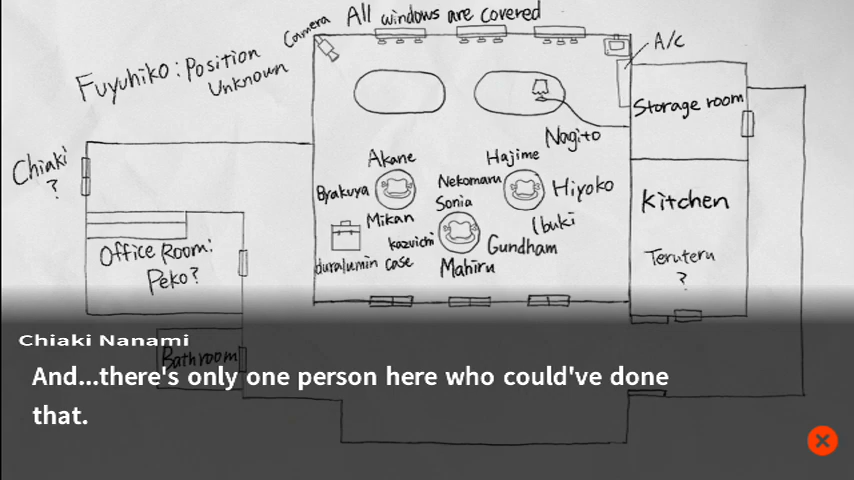 Camera
All windows are covered
A/C
Fuyuhiko: Position
Unknown
Storage room
Nagito
Chiaki
?
Akane
Hajime
Byakuya
Nekomaru
Hiyoko
Sonia
Mikan
Ibuki
Kitchen
kazuichi
Gundham
Office Room:
Peko?
duralumin case
Mahiru
Teruteru
?
Chiaki Nanami
Bathroom
And...there's only one person here who could've done
that.